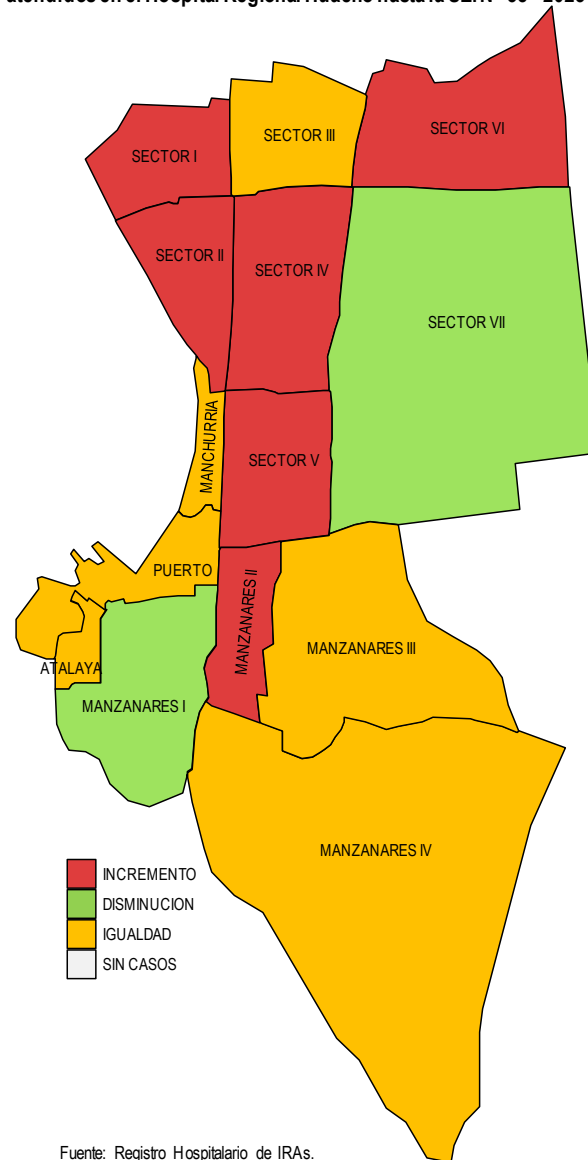 SECTOR VI
SECTOR III
SECTOR I
SECTOR II
SECTOR IV
SECTOR VII
MANCHURRIA
SECTOR V
PUERTO
MANZANARES II
MANZANARES III
ATALAYA
MANZANARES I
MANZANARES IV
INCREMENTO
DISMINUCION
IGUALDAD
SIN CASOS
Fuente: Registro Hospitalario de IRAs.